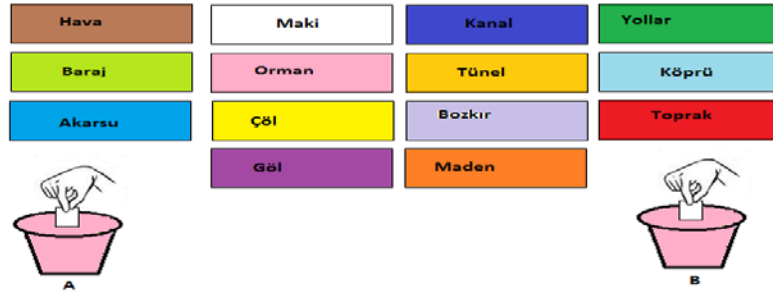 Hava
Maki
Kanal
Yollar
Baraj
Orman
Tünel
Köprü
Akarsu
Çöl
Bozkır
Toprak
Göl
Maden
A
B